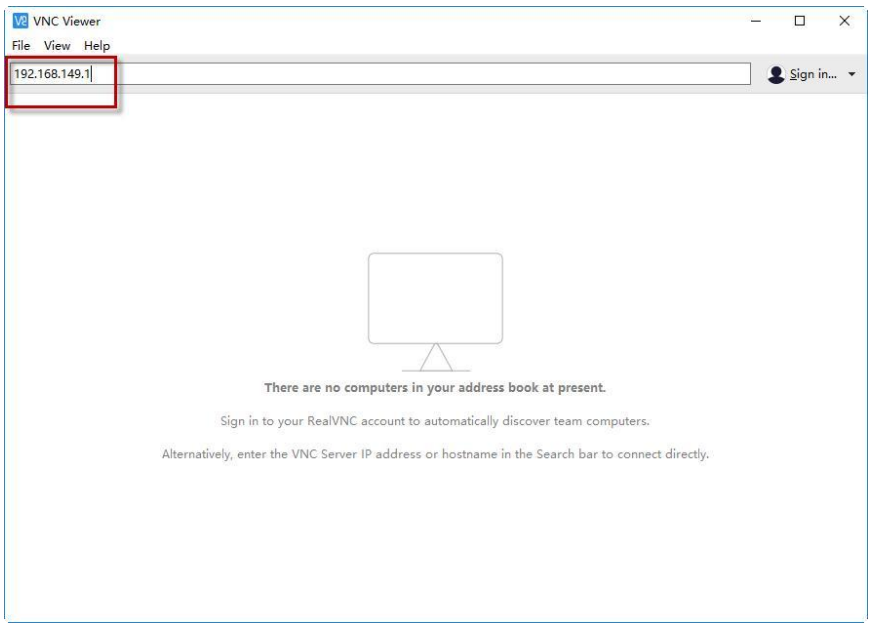 VE VNC Viewer
File View Help
192.168.149.1 Sign in...
There are no computers in your address book at present.
Sign in to your RealVNC account to automatically discover team computers.
Alternatively, enter the VNC Server IP address or hostname in the Search bar to connect directly.